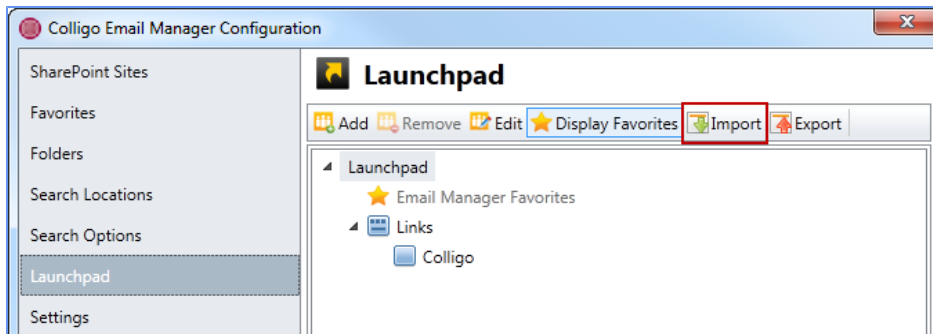 Colligo Email Manager Configuration
SharePoint Sites
Favorites
Folders
Search Locations
Search Options
Launchpad
Settings
Launchpad
Add Remove Edit Display Favorites Import Export
Launchpad
Email Manager Favorites
Links
Colligo